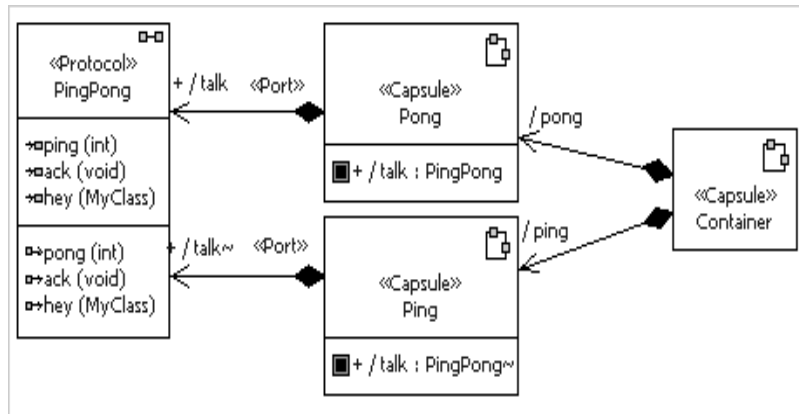 «Protocol»
PingPong
ping (int)
ack (void)
hey (MyClass)
pong (int)
ack (void)
hey (MyClass)
+ / talk «Port»
+ / talk~ «Port»
«Capsule»
Pong
+ / talk : PingPong
«Capsule»
Ping
+ / talk : PingPong~
/ pong
/ ping
«Capsule»
Container